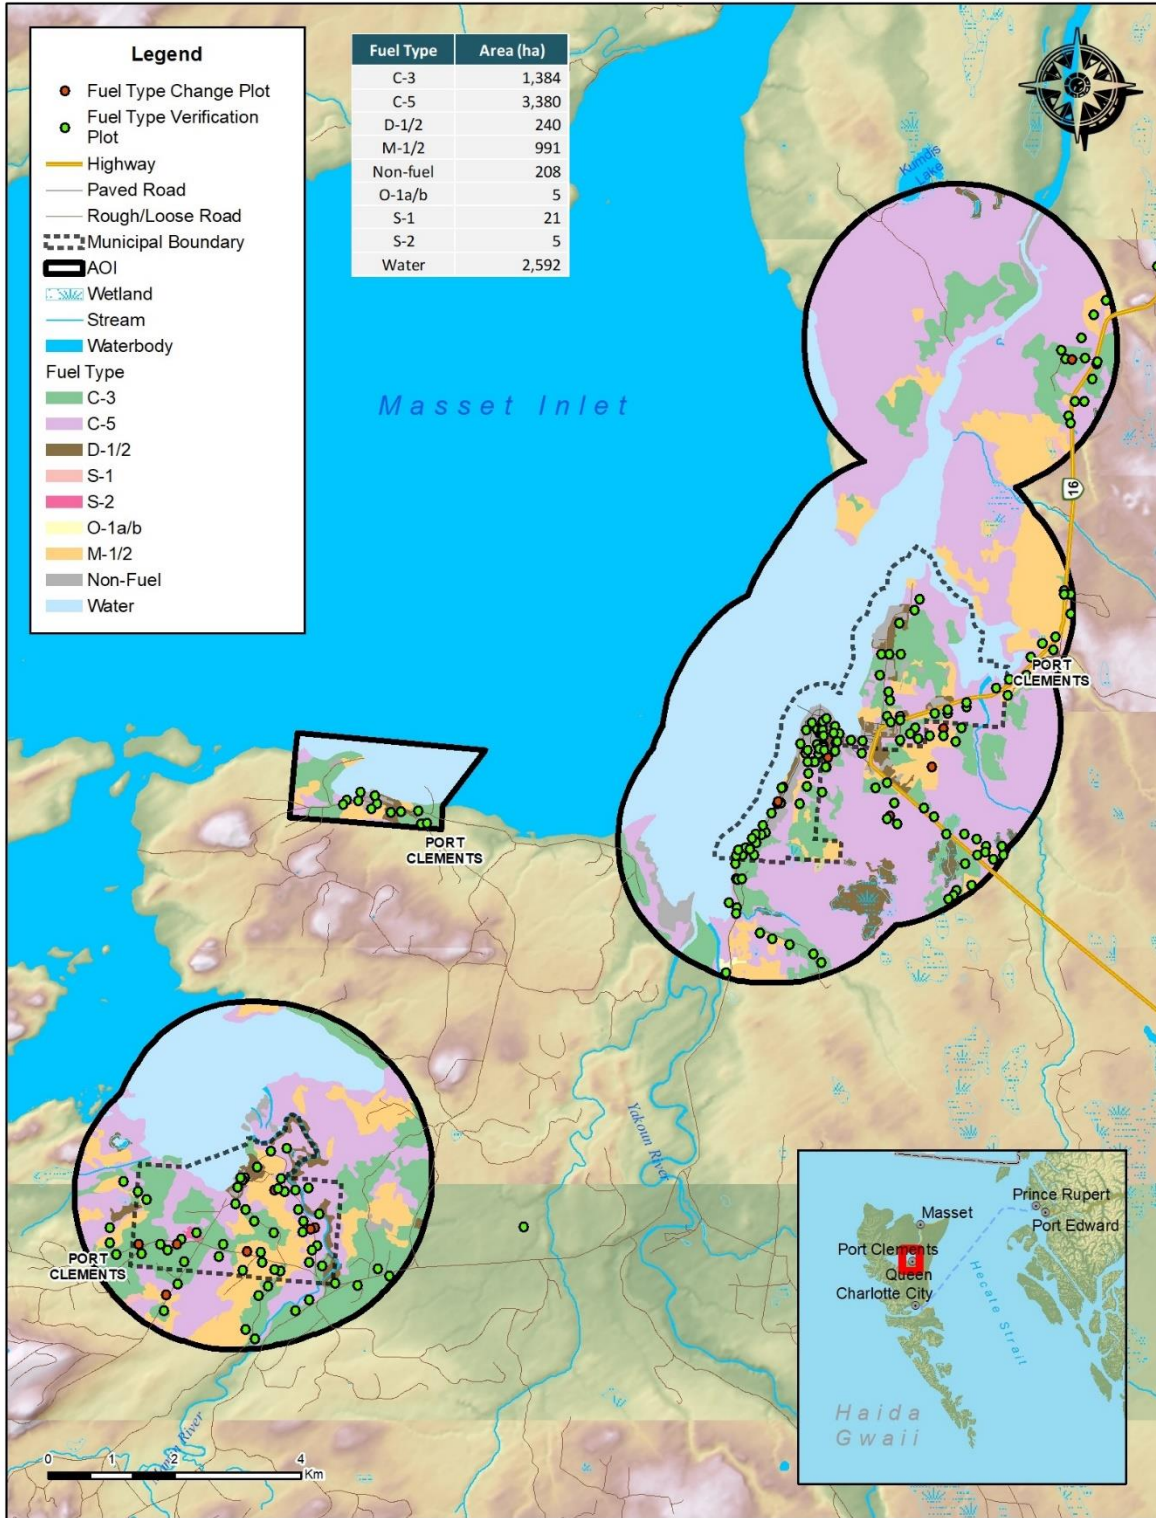 Legend
Fuel Type Change Plot
Fuel Type Verification
Plot
Highway
Paved Road
Rough/Loose Road
Municipal Boundary
AOI
Wetland
Stream
Waterbody
Fuel Type
C-3
C-5
D-1/2
S-1
S-2
O-1a/b
M-1/2
Non-Fuel
Water
Fuel Type Area (ha)
C-3 1,384
C-5 3,380
D-1/2 240
M-1/2 991
Non-fuel 208
O-1a/b 5
S-1 21
S-2 5
Water 2,592
Kumdis
Lake
Masset Inlet
16
PORT
CLEMENTS
PORT
CLEMENTS
Yakoun River
PORT
CLEMENTS
River
0 1 2 4
Km
Prince Rupert
Masset
Port Edward
Port Clements
Queen
Charlotte City
Hecate Strait
Haida
Gwaii